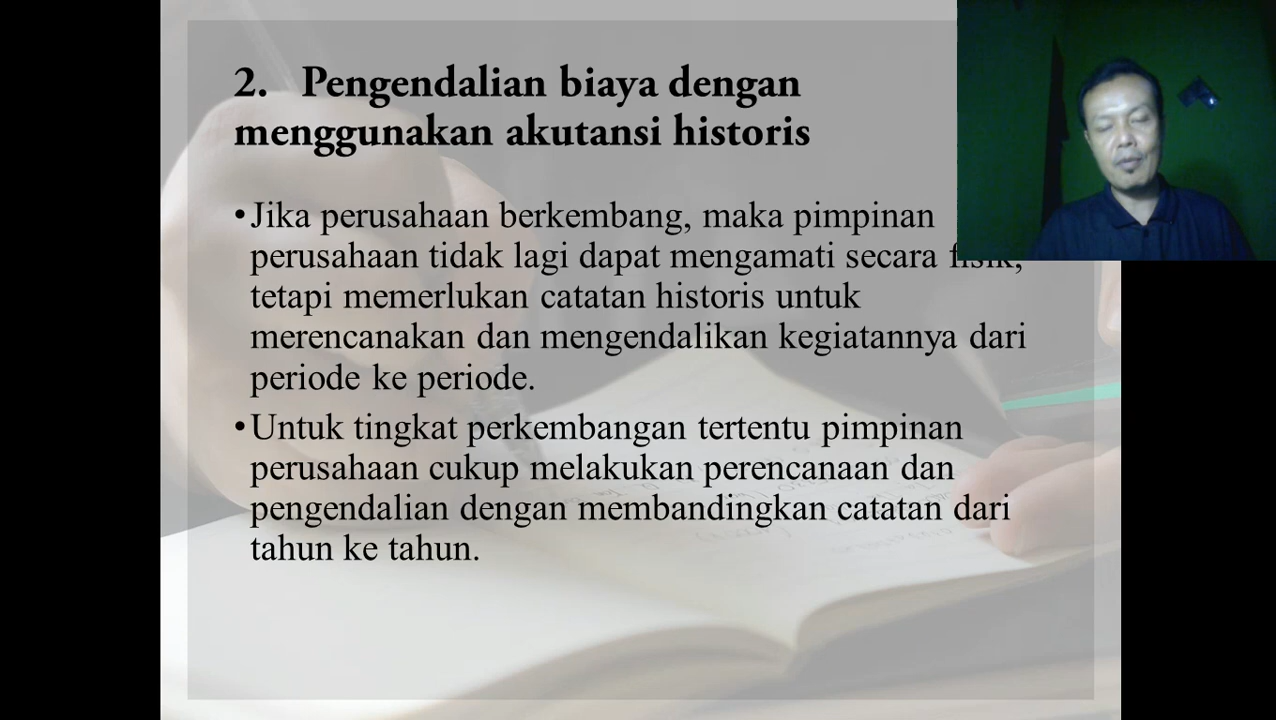 2. Pengendalian biaya dengan
menggunakan akutansi historis
•Jika perusahaan berkembang, maka pimpinan
perusahaan tidak lagi dapat mengamati secara fisik,
tetapi memerlukan catatan historis untuk
merencanakan dan mengendalikan kegiatannya dari
periode ke periode.
•Untuk tingkat perkembangan tertentu pimpinan
perusahaan cukup melakukan perencanaan dan
pengendalian dengan membandingkan catatan dari
tahun ke tahun.